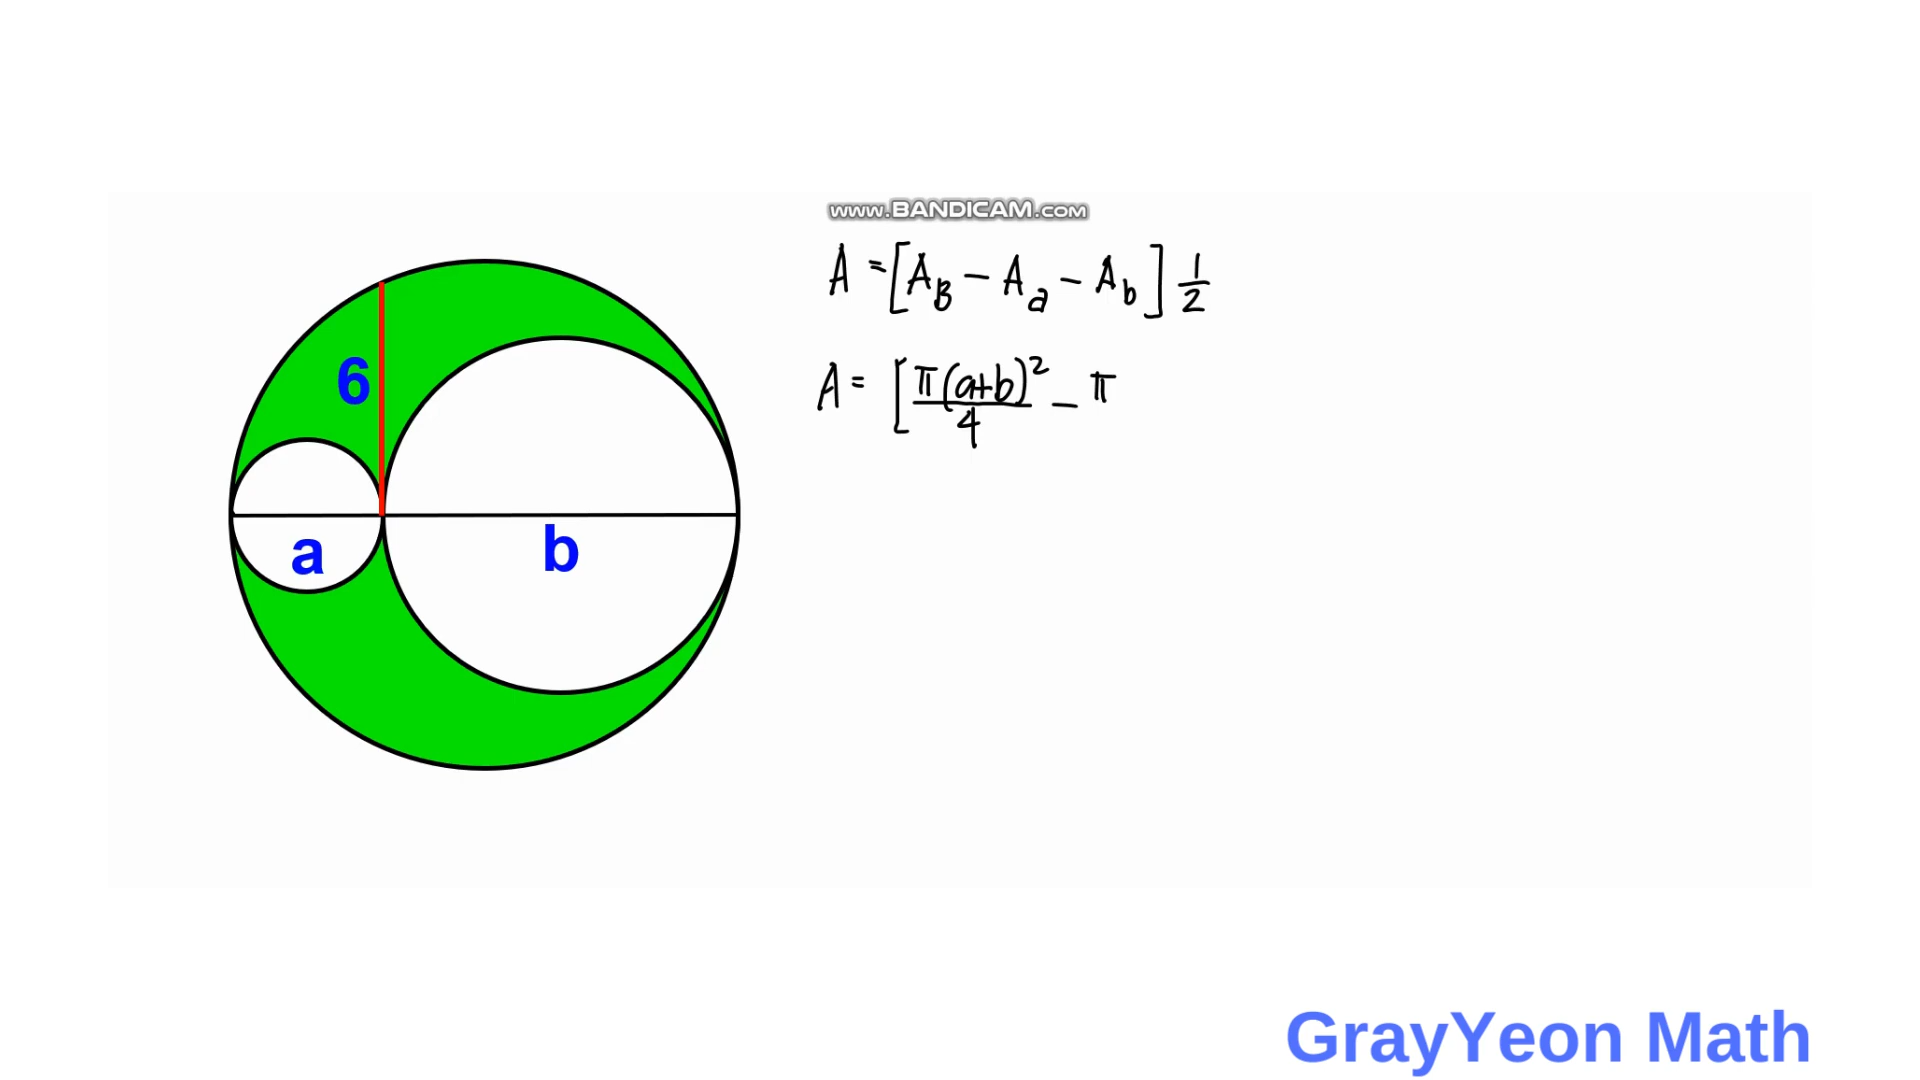 www.BANDICAM.com
A = [A_B - A_a - A_b] 1/2
A = [π(a+b)²/4 - π
6
a
b
GrayYeon Math